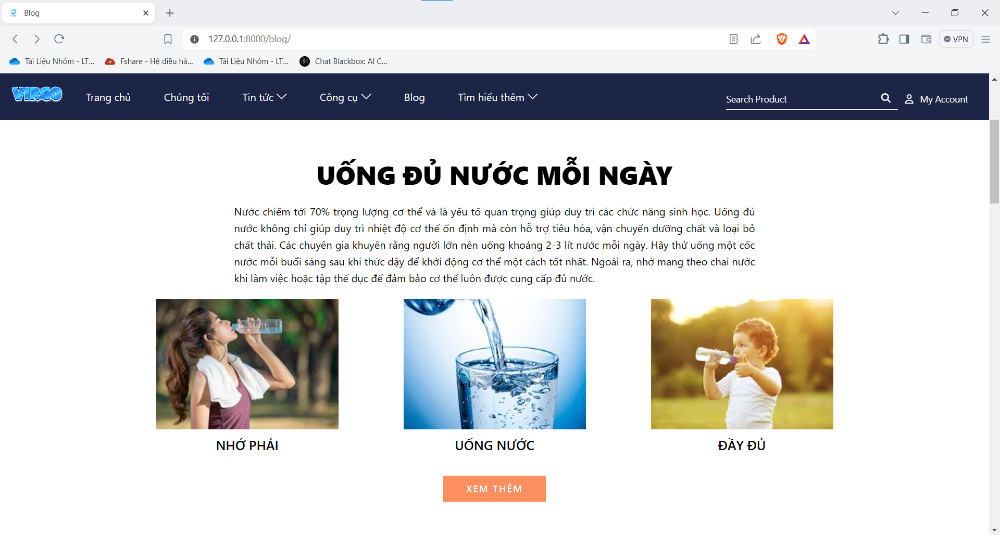 Blog
127.0.0.1:8000/blog/
VPN
Tài Liệu Nhóm - LT...
Fshare - Hệ điều hà...
Tài Liệu Nhóm - LT...
Chat Blackbox: AI C...
VIRGO
Trang chủ
Chúng tôi
Tin tức
Công cụ
Blog
Tìm hiểu thêm
Search Product
My Account
UỐNG ĐỦ NƯỚC MỖI NGÀY
Nước chiếm tới 70% trọng lượng cơ thể và là yếu tố quan trọng giúp duy trì các chức năng sinh học. Uống đủ
nước không chỉ giúp duy trì nhiệt độ cơ thể ổn định mà còn hỗ trợ tiêu hóa, vận chuyển dưỡng chất và loại bỏ
chất thải. Các chuyên gia khuyên rằng người lớn nên uống khoảng 2-3 lít nước mỗi ngày. Hãy thử uống một cốc
nước mỗi buổi sáng sau khi thức dậy để khởi động cơ thể một cách tốt nhất. Ngoài ra, nhớ mang theo chai nước
khi làm việc hoặc tập thể dục để đảm bảo cơ thể luôn được cung cấp đủ nước.
NHỚ PHẢI
UỐNG NƯỚC
ĐẦY ĐỦ
XEM THÊM